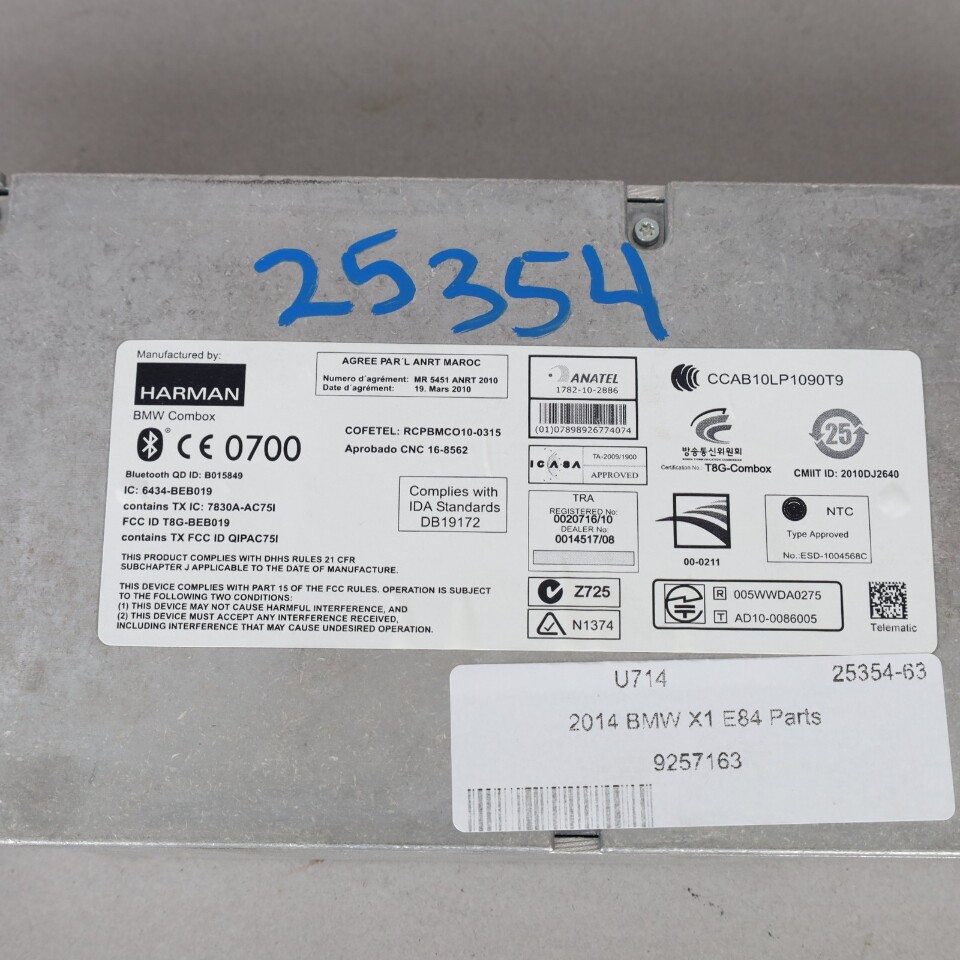 25354
Manufactured by:
HARMAN
BMW Combox
CE 0700
Bluetooth QD ID: B015849
IC: 6434-BEB019
contains TX IC: 7830A-AC75I
FCC ID T8G-BEB019
contains TX FCC ID QIPAC75I
THIS PRODUCT COMPLIES WITH DHHS RULES 21 CFR
SUBCHAPTER J APPLICABLE TO THE DATE OF MANUFACTURE.
THIS DEVICE COMPLIES WITH PART 15 OF THE FCC RULES. OPERATION IS SUBJECT
TO THE FOLLOWING TWO CONDITIONS:
(1) THIS DEVICE MAY NOT CAUSE HARMFUL INTERFERENCE, AND
(2) THIS DEVICE MUST ACCEPT ANY INTERFERENCE RECEIVED,
INCLUDING INTERFERENCE THAT MAY CAUSE UNDESIRED OPERATION.
AGREE PAR'L ANRT MAROC
Numero d'agrément: MR 5451 ANRT 2010
Date d'agrément: 19. Mars 2010
COFETEL: RCPBMCO10-0315
Aprobado CNC 16-8562
Complies with
IDA Standards
DB19172
ANATEL
1782-10-2886
(01)07898926774074
ICASA
TA-2009/1900
APPROVED
TRA
REGISTERED No:
0020716/10
DEALER No:
0014517/08
Z725
N1374
CCAB10LP1090T9
방송통신위원회
Certification No.: T8G-Combox
25
CMIIT ID: 2010DJ2640
00-0211
NTC
Type Approved
No.:ESD-1004568C
R 005WWDA0275
T AD10-0086005
Telematic
U714
25354-63
2014 BMW X1 E84 Parts
9257163